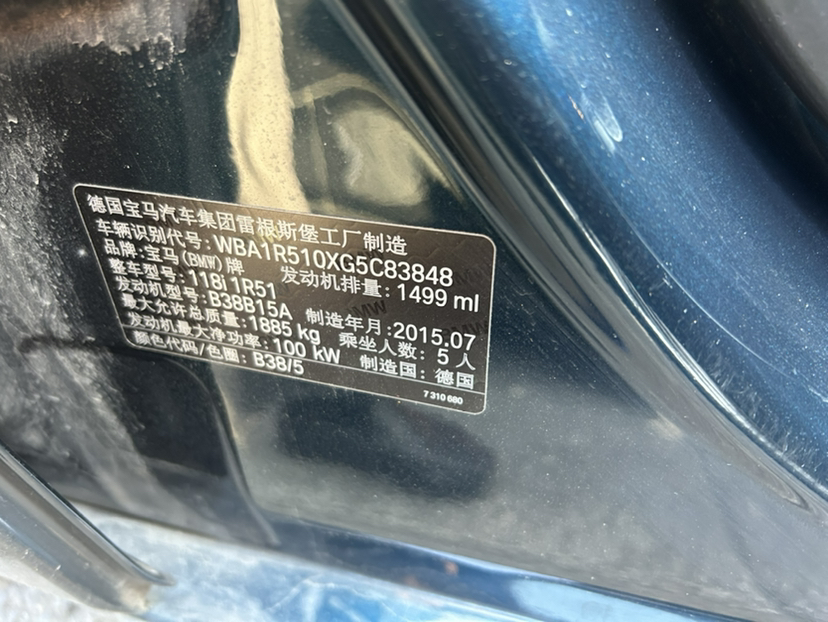 德国宝马汽车集团雷根斯堡工厂制造
车辆识别代号:WBA1R510XG5C83848
品牌:宝马(BMW)牌 发动机排量:1499 ml
整车型号:118i 1R51
发动机型号:B38B15A 制造年月:2015.07
最大允许总质量:1885 kg 乘坐人数:5人
发动机最大净功率:100 kW 制造国:德国
颜色代码/色圈:B38/5
7 310 680